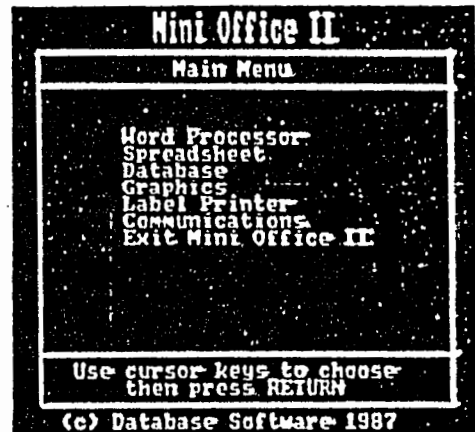 Mini Office II
Main Menu
Word Processor
Spreadsheet
Database
Graphics
Label Printer
Communications
Exit Mini Office II
Use cursor keys to choose
then press RETURN
(c) Database Software 1987